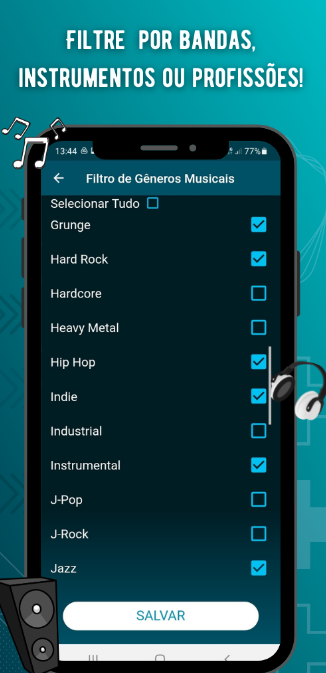 FILTRE POR BANDAS,
INSTRUMENTOS OU PROFISSÕES!
13:44
77%
Filtro de Gêneros Musicais
Selecionar Tudo
Grunge
Hard Rock
Hardcore
Heavy Metal
Hip Hop
Indie
Industrial
Instrumental
J-Pop
J-Rock
Jazz
SALVAR